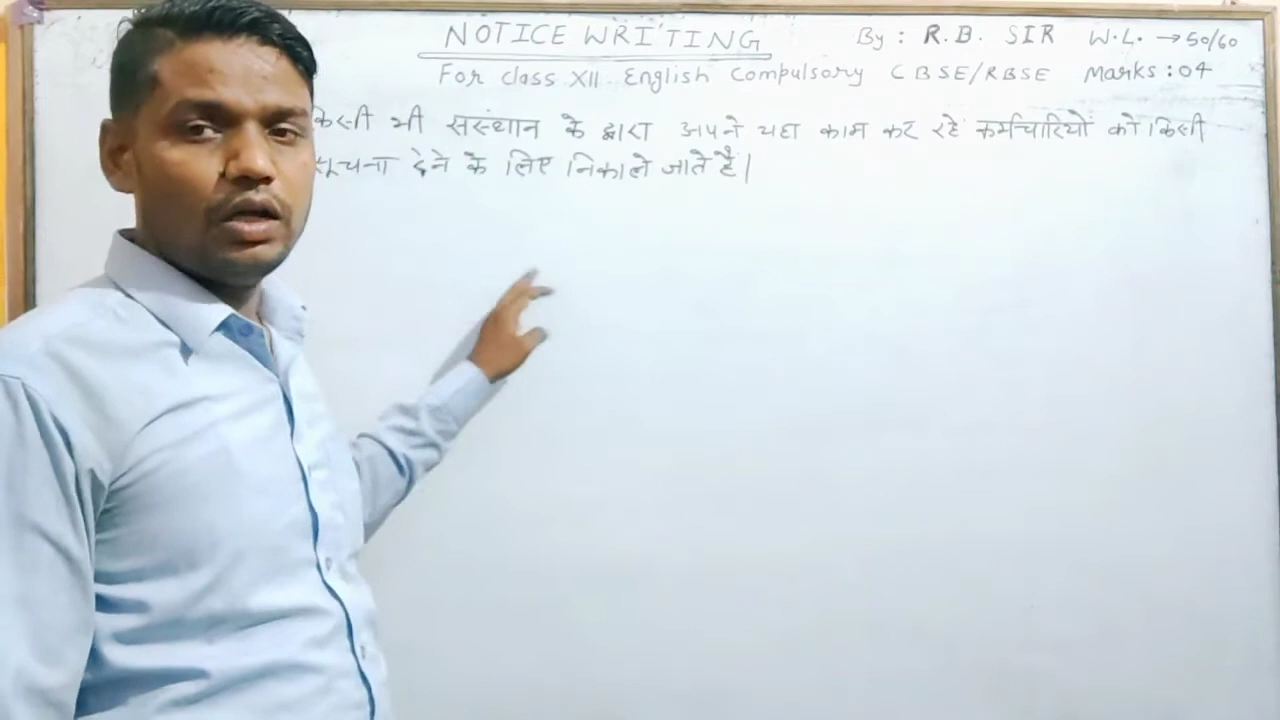 NOTICE WRITING By : R.B. SIR W.L. → 50/60
For class XII English Compulsory CBSE/RBSE Marks : 04
किसी भी संस्थान के द्वारा अपने यहा काम कर रहे कर्मचारियों को किसी
सूचना देने के लिए निकाले जाते है।